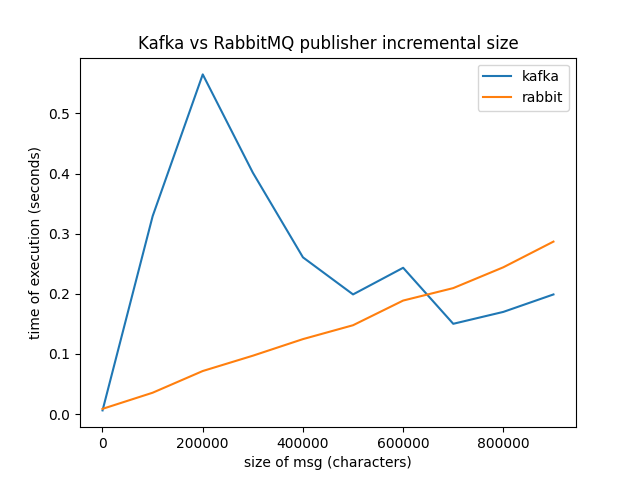 Kafka vs RabbitMQ publisher incremental size
kafka
rabbit
time of execution (seconds)
0.5
0.4
0.3
0.2
0.1
0.0
0
200000
400000
600000
800000
size of msg (characters)